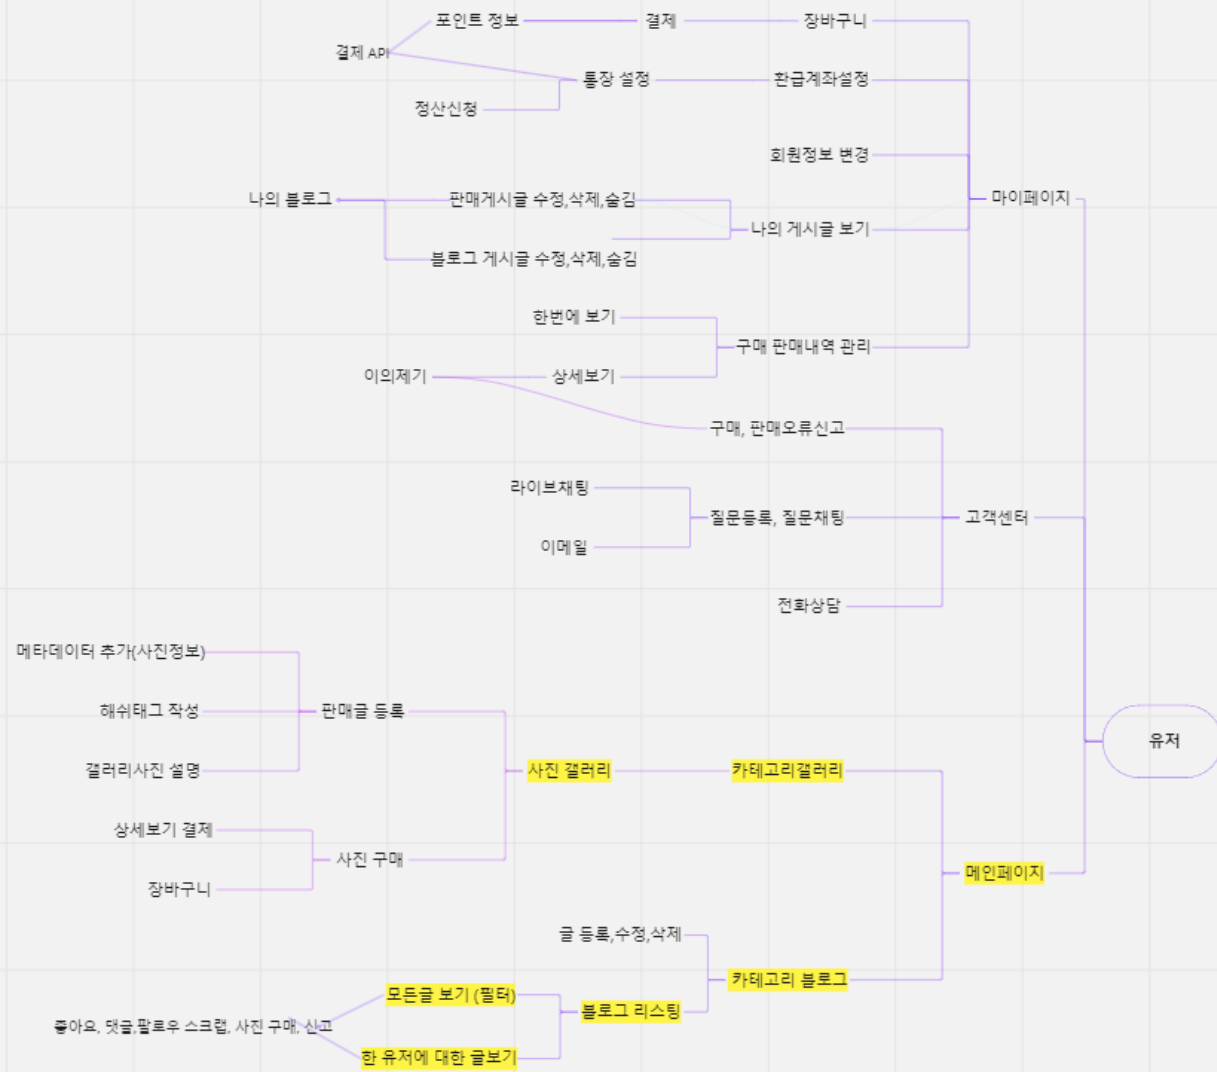 포인트 정보
결제
장바구니
결제 API
통장 설정
환급계좌설정
정산신청
회원정보 변경
나의 블로그
판매게시글 수정,삭제,숨김
마이페이지
나의 게시글 보기
블로그 게시글 수정,삭제,숨김
한번에 보기
구매 판매내역 관리
이의제기
상세보기
구매, 판매오류신고
라이브채팅
질문등록, 질문채팅
고객센터
이메일
전화상담
메타데이터 추가(사진정보)
해쉬태그 작성
판매글 등록
유저
갤러리사진 설명
사진 갤러리
카테고리갤러리
상세보기 결제
사진 구매
메인페이지
장바구니
글 등록,수정,삭제
카테고리 블로그
모든글 보기 (필터)
블로그 리스팅
좋아요, 댓글,팔로우 스크랩, 사진 구매, 신고
한 유저에 대한 글보기